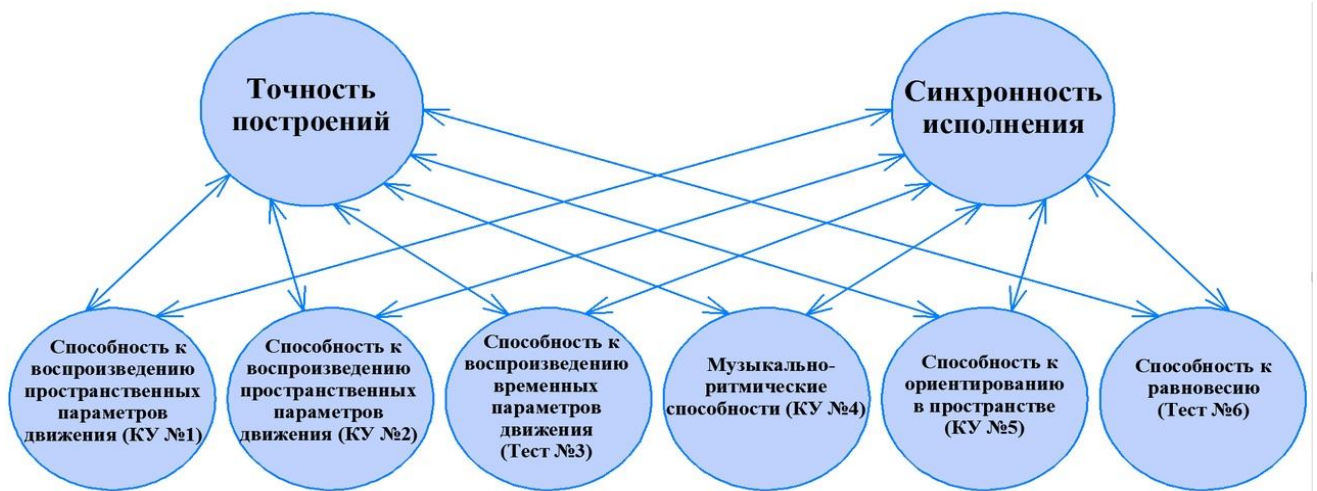 Точность
построений
Синхронность
исполнения
Способность к
воспроизведению
пространственных
параметров
движения (КУ №1)
Способность к
воспроизведению
пространственных
параметров
движения (КУ №2)
Способность к
воспроизведению
временных
параметров
движения
(Тест №3)
Музыкально-
ритмические
способности (КУ №4)
Способность к
ориентированию
в пространстве
(КУ №5)
Способность к
равновесию
(Тест №6)